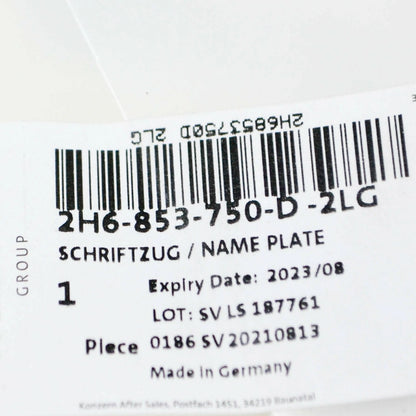 2H6853750D 2LG
2H6-853-750-D -2LG
SCHRIFTZUG / NAME PLATE
1
Expiry Date: 2023/08
LOT: SV LS 187761
Piece 0186 SV 20210813
Made in Germany
Konzern After Sales, Postfach 1451, 34219 Baunatal
GROUP